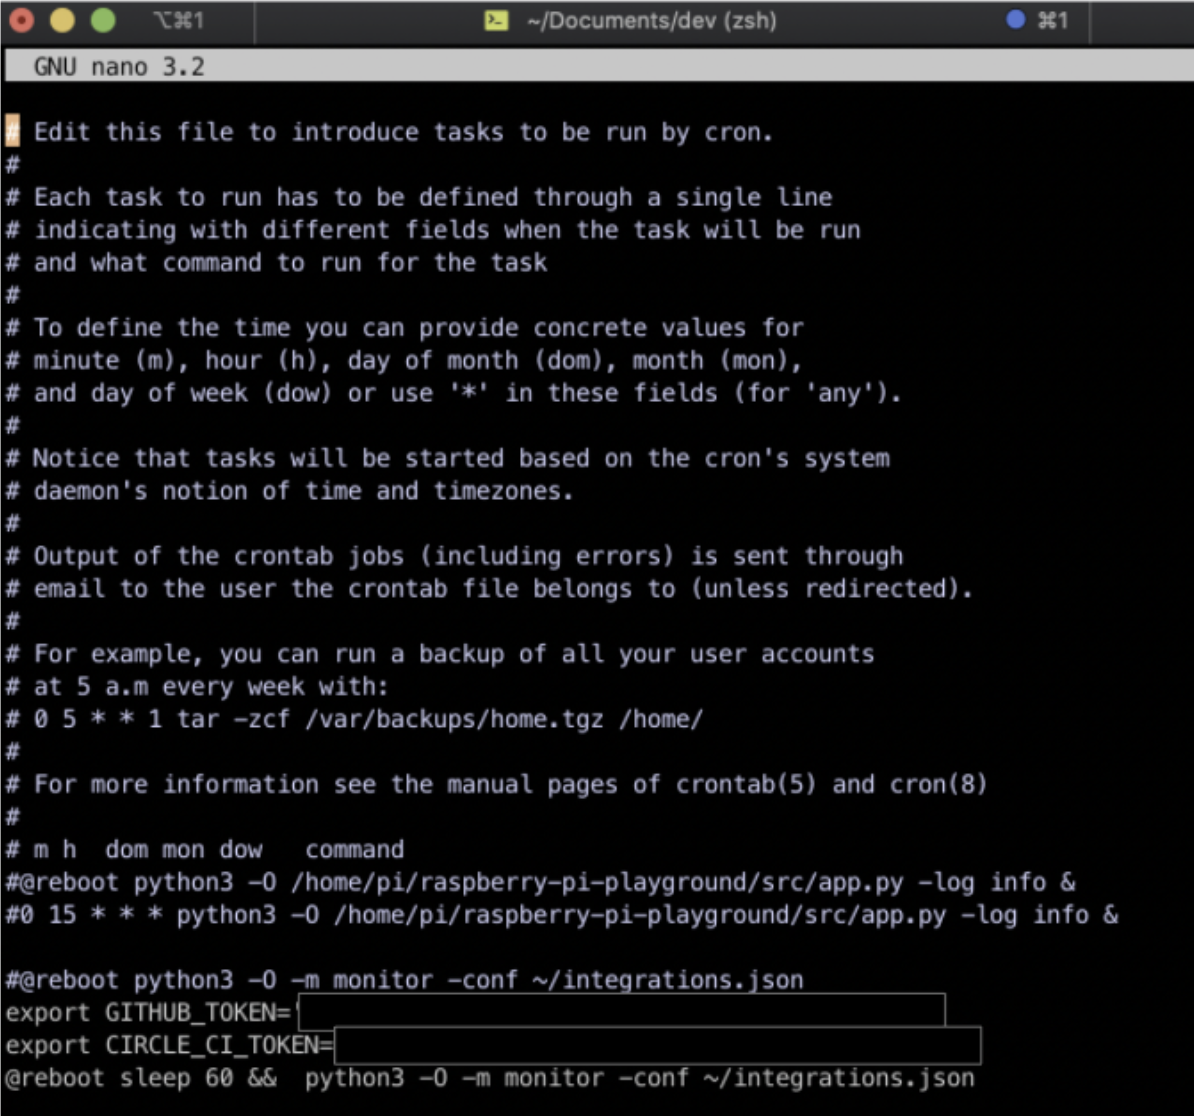 ⌥⌘1 ~/Documents/dev (zsh) ⌘1
GNU nano 3.2
# Edit this file to introduce tasks to be run by cron.
#
# Each task to run has to be defined through a single line
# indicating with different fields when the task will be run
# and what command to run for the task
#
# To define the time you can provide concrete values for
# minute (m), hour (h), day of month (dom), month (mon),
# and day of week (dow) or use '*' in these fields (for 'any').
#
# Notice that tasks will be started based on the cron's system
# daemon's notion of time and timezones.
#
# Output of the crontab jobs (including errors) is sent through
# email to the user the crontab file belongs to (unless redirected).
#
# For example, you can run a backup of all your user accounts
# at 5 a.m every week with:
# 0 5 * * 1 tar -zcf /var/backups/home.tgz /home/
#
# For more information see the manual pages of crontab(5) and cron(8)
#
# m h  dom mon dow   command
#@reboot python3 -O /home/pi/raspberry-pi-playground/src/app.py -log info &
#0 15 * * * python3 -O /home/pi/raspberry-pi-playground/src/app.py -log info &
#@reboot python3 -O -m monitor -conf ~/integrations.json
export GITHUB_TOKEN='
export CIRCLE_CI_TOKEN=
@reboot sleep 60 &&  python3 -O -m monitor -conf ~/integrations.json